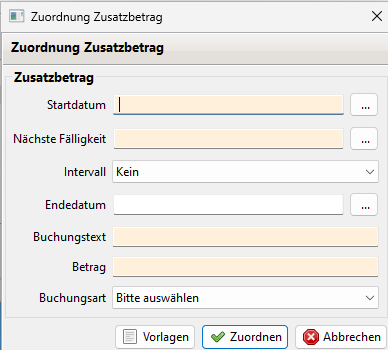 Zuordnung Zusatzbetrag
Zuordnung Zusatzbetrag
Zusatzbetrag
Startdatum ...
Nächste Fälligkeit ...
Intervall Kein
Endedatum ...
Buchungstext
Betrag
Buchungsart Bitte auswählen
Vorlagen Zuordnen Abbrechen